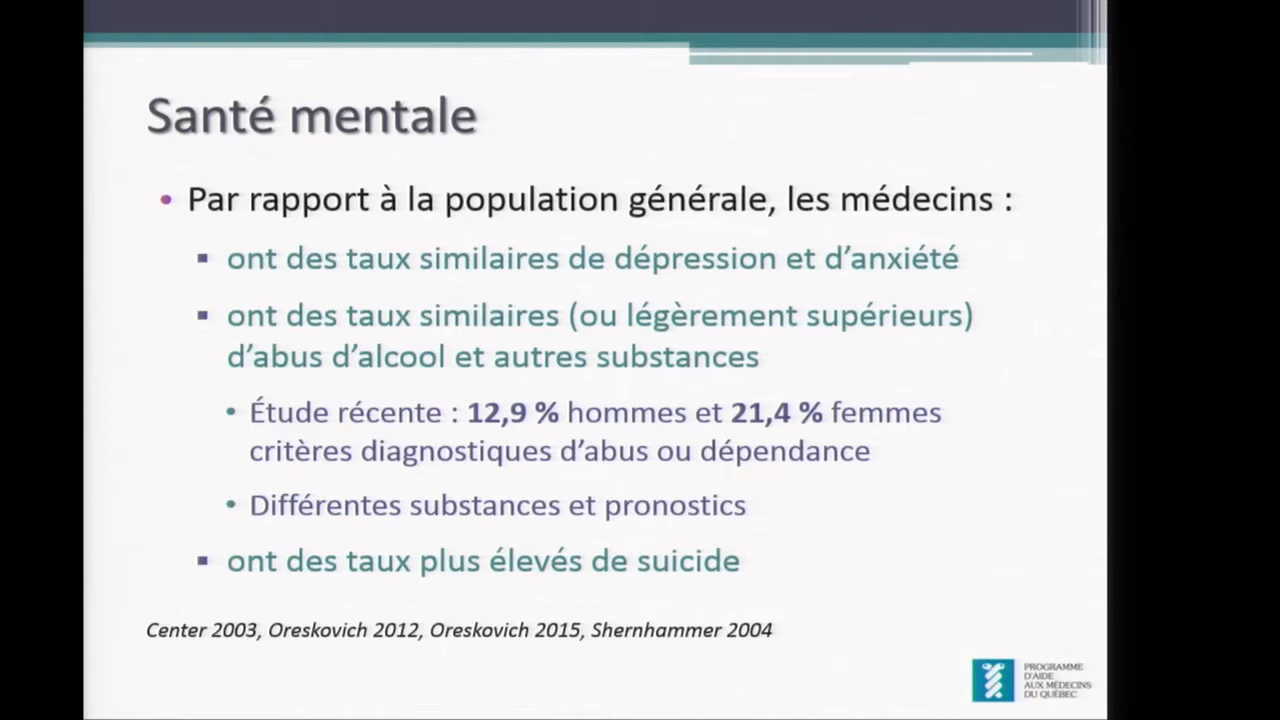 Santé mentale
• Par rapport à la population générale, les médecins :
▪ ont des taux similaires de dépression et d’anxiété
▪ ont des taux similaires (ou légèrement supérieurs)
d’abus d’alcool et autres substances
• Étude récente : 12,9 % hommes et 21,4 % femmes
critères diagnostiques d’abus ou dépendance
• Différentes substances et pronostics
▪ ont des taux plus élevés de suicide
Center 2003, Oreskovich 2012, Oreskovich 2015, Shernhammer 2004
PROGRAMME
D'AIDE
AUX MÉDECINS
DU QUÉBEC